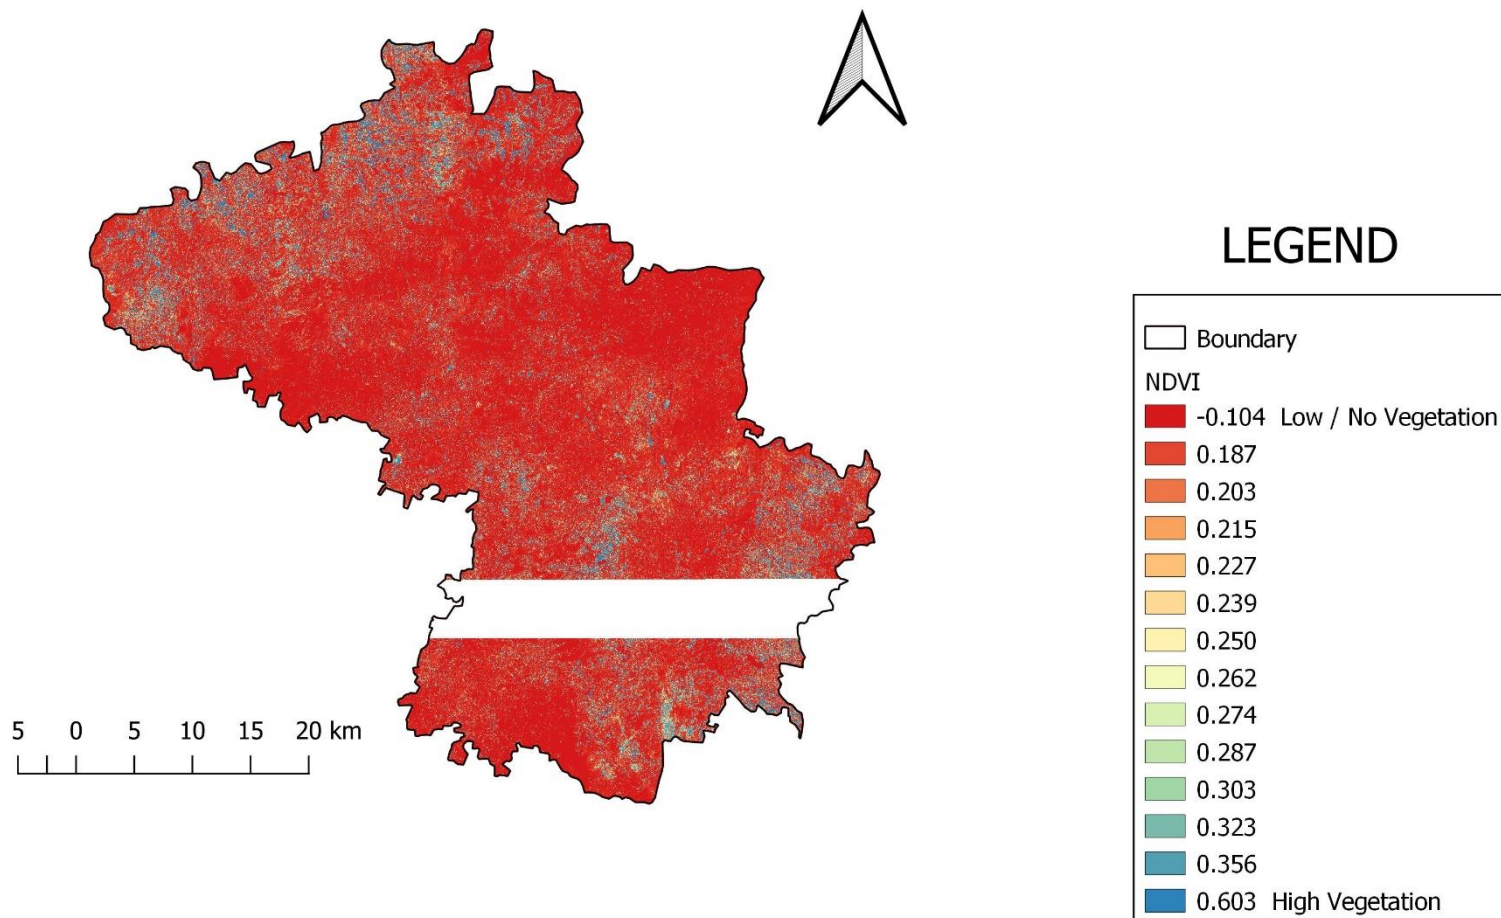 LEGEND
Boundary
NDVI
-0.104 Low / No Vegetation
0.187
0.203
0.215
0.227
0.239
0.250
0.262
0.274
0.287
0.303
0.323
0.356
0.603 High Vegetation
5 0 5 10 15 20 km